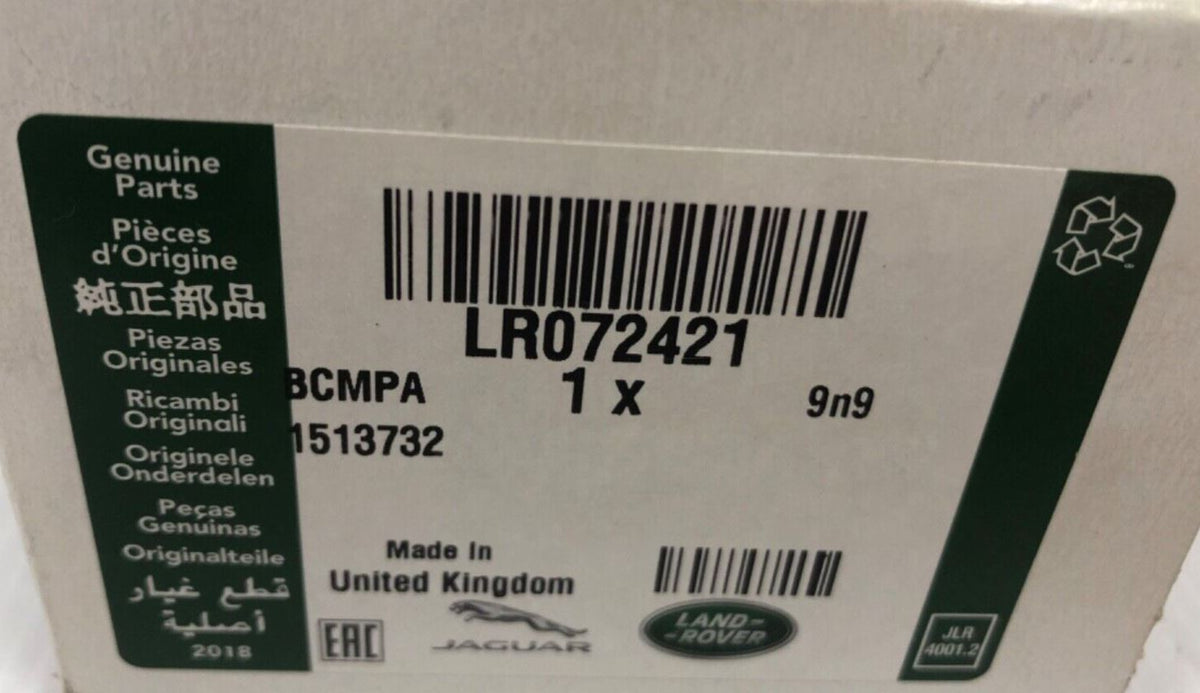 Genuine
Parts
Pièces
d'Origine
純正部品
Piezas
Originales
Ricambi
Originali
Originele
Onderdelen
Peças
Genuinas
Originalteile
قطع غيار
أصلية
2018
LR072421
BCMPA
1 x
9n9
1513732
Made In
United Kingdom
EAC
JAGUAR
LAND-
-ROVER
JLR
4001.2